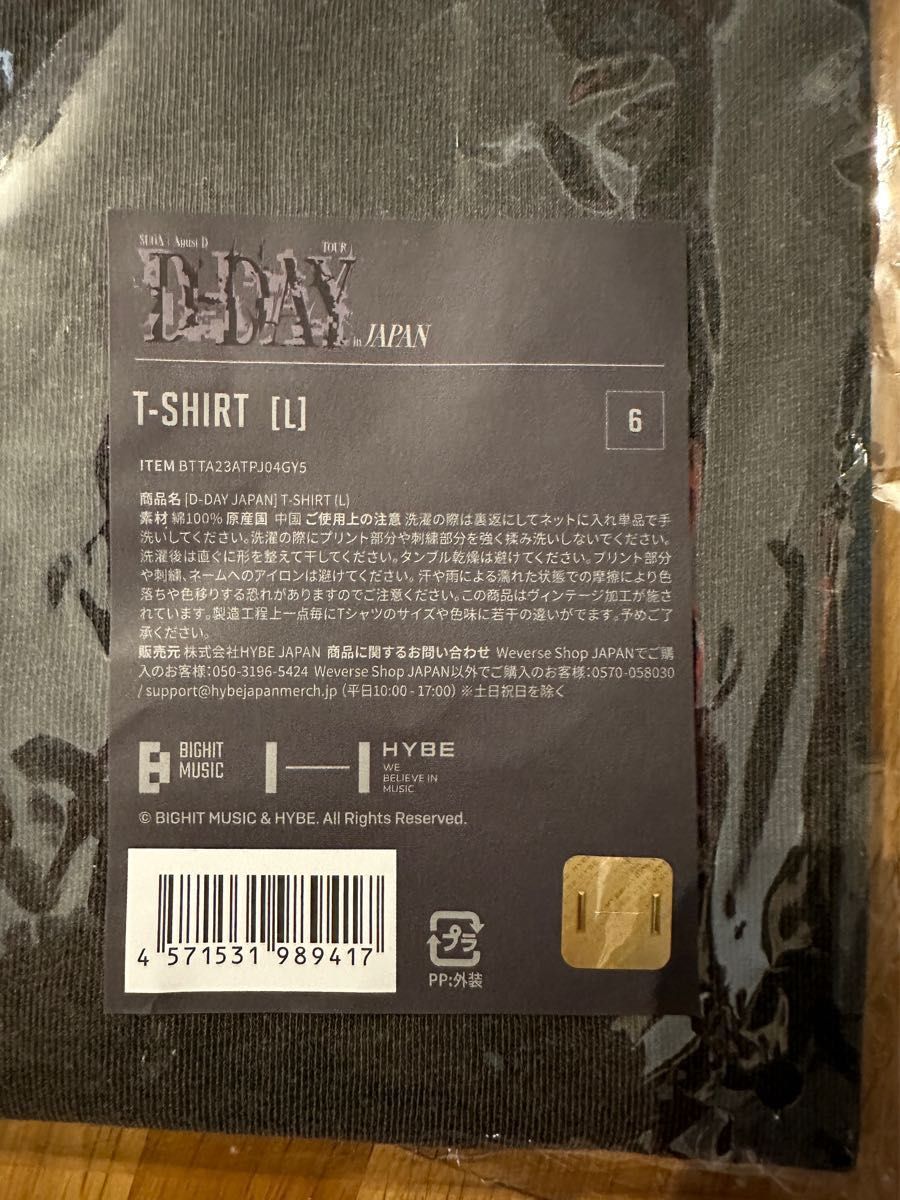 SUGA | Agust D TOUR
D-DAY
in JAPAN
T-SHIRT [L]
6
ITEM BTTA23ATPJ04GY5
商品名 [D-DAY JAPAN] T-SHIRT (L)
素材 綿100% 原産国 中国 ご使用上の注意 洗濯の際は裏返にしてネットに入れ単品で手
洗いしてください。洗濯の際にプリント部分や刺繍部分を強く揉み洗いしないでください。
洗濯後は直ぐに形を整えて干してください。タンブル乾燥は避けてください。プリント部分
や刺繍、ネームへのアイロンは避けてください。汗や雨による濡れた状態での摩擦により色
落ちや色移りする恐れがありますのでご注意ください。この商品はヴィンテージ加工が施さ
れています。製造工程上一点毎にTシャツのサイズや色味に若干の違いがでます。予めご了
承ください。
販売元 株式会社HYBE JAPAN 商品に関するお問い合わせ Weverse Shop JAPANでご購
入のお客様：050-3196-5424 Weverse Shop JAPAN以外でご購入のお客様：0570-058030
/ support@hybejapanmerch.jp (平日10:00 - 17:00) ※土日祝日を除く
BIGHIT
MUSIC
HYBE
WE
BELIEVE IN
MUSIC
© BIGHIT MUSIC & HYBE. All Rights Reserved.
4 571531 989417
プラ
PP:外装